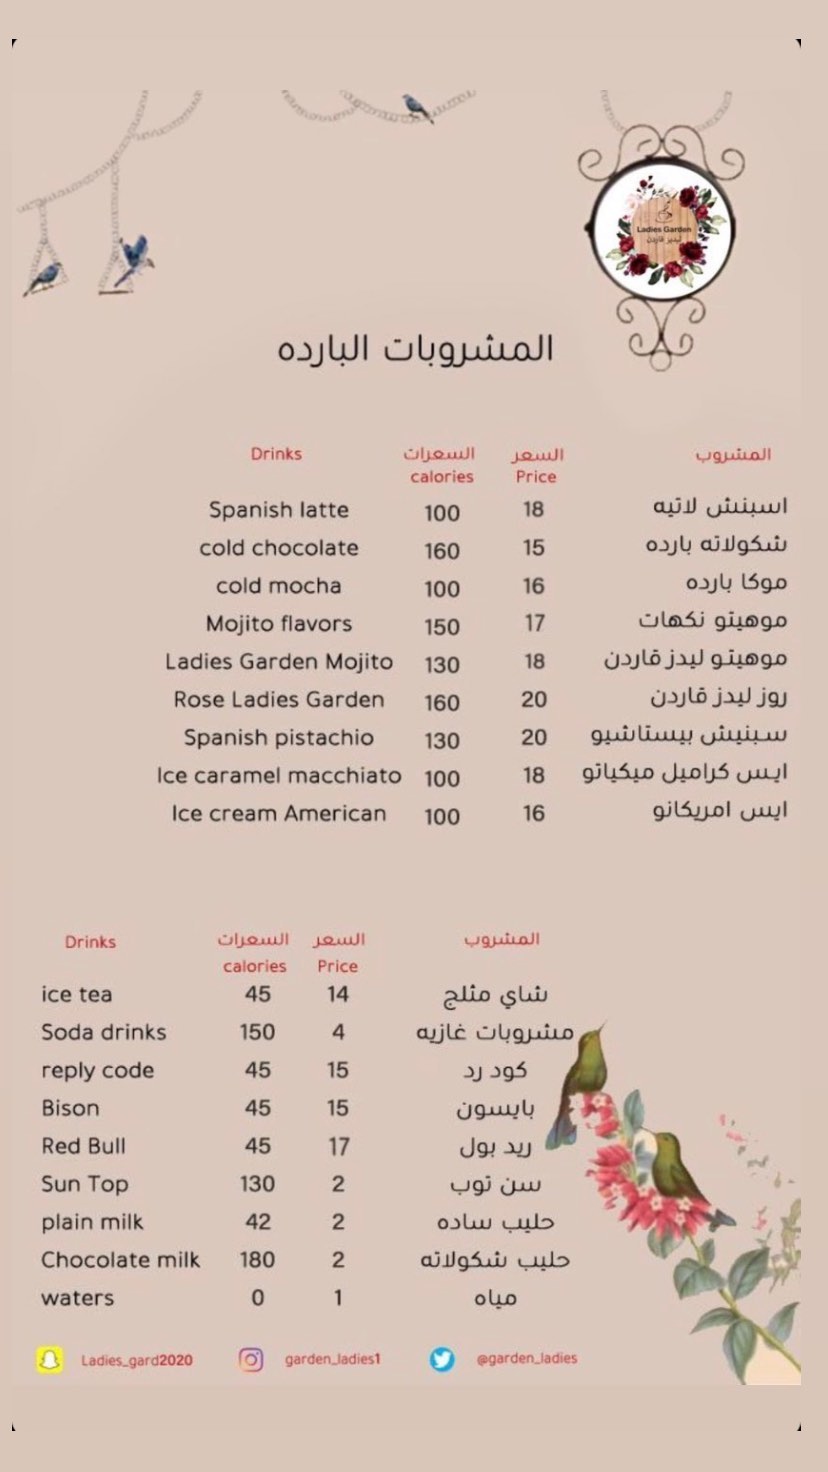 Ladies Garden
ليديز قاردن
المشروبات البارده
Drinks السعرات السعر المشروب
calories Price
Spanish latte 100 18 اسبنش لاتيه
cold chocolate 160 15 شكولاته بارده
cold mocha 100 16 موكا بارده
Mojito flavors 150 17 موهيتو نكهات
Ladies Garden Mojito 130 18 موهيتو ليدز قاردن
Rose Ladies Garden 160 20 روز ليدز قاردن
Spanish pistachio 130 20 سبنيش بيستاشيو
Ice caramel macchiato 100 18 ايس كراميل ميكياتو
Ice cream American 100 16 ايس امريكانو
Drinks السعرات السعر المشروب
calories Price
ice tea 45 14 شاي مثلج
Soda drinks 150 4 مشروبات غازيه
reply code 45 15 كود رد
Bison 45 15 بايسون
Red Bull 45 17 ريد بول
Sun Top 130 2 سن توب
plain milk 42 2 حليب ساده
Chocolate milk 180 2 حليب شكولاته
waters 0 1 مياه
Ladies_gard2020 garden_ladies1 @garden_ladies